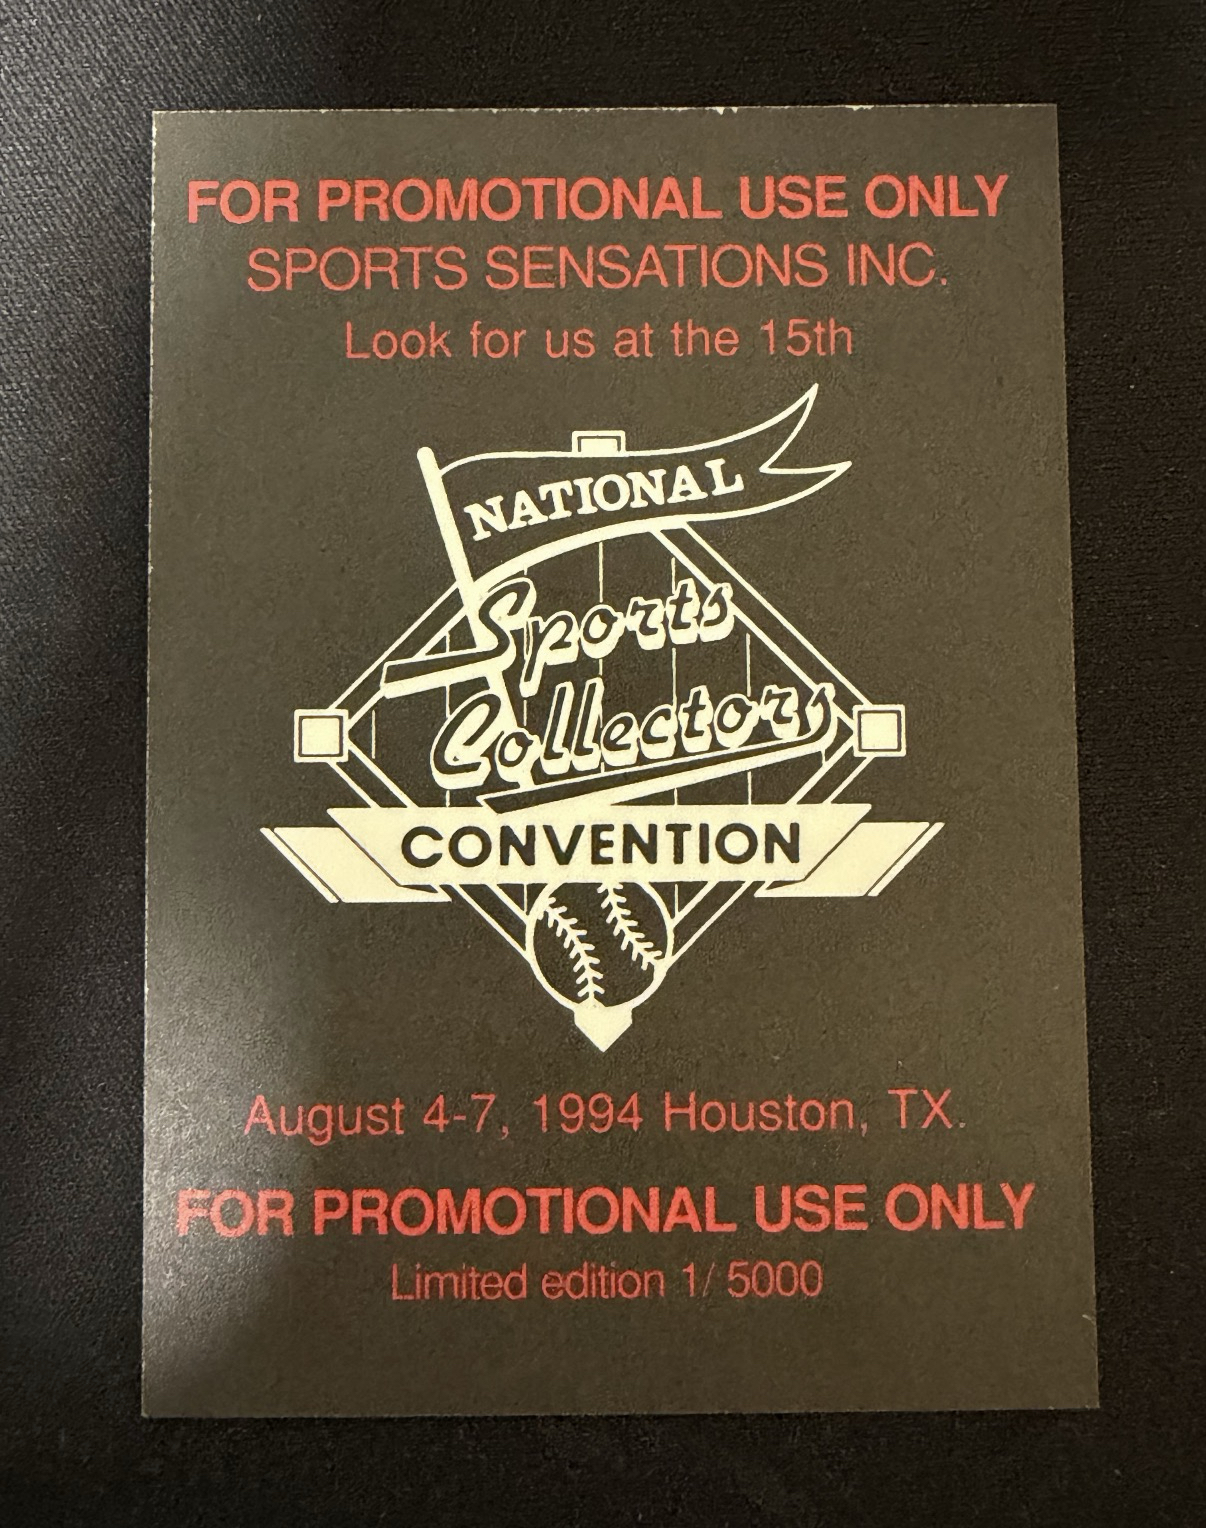 FOR PROMOTIONAL USE ONLY
SPORTS SENSATIONS INC.
Look for us at the 15th
NATIONAL
Sports
Collectors
CONVENTION
August 4-7, 1994 Houston, TX.
FOR PROMOTIONAL USE ONLY
Limited edition 1/ 5000